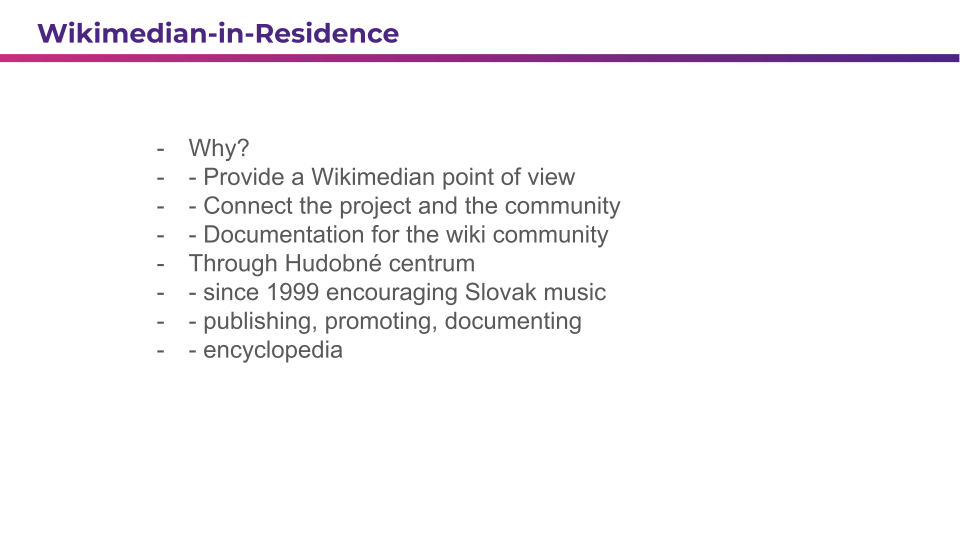 Wikimedian-in-Residence
- Why?
- - Provide a Wikimedian point of view
- - Connect the project and the community
- - Documentation for the wiki community
- Through Hudobné centrum
- - since 1999 encouraging Slovak music
- - publishing, promoting, documenting
- - encyclopedia